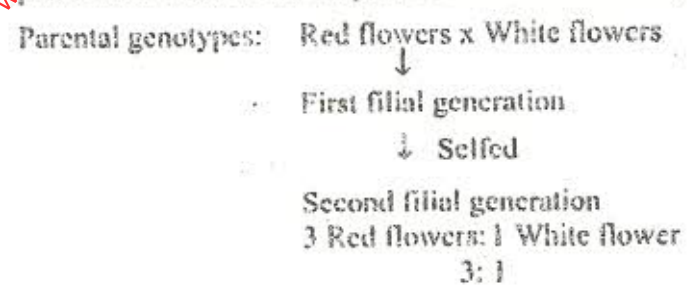 Parental genotypes: Red flowers x White flowers
↓
First filial generation
↓ Selfed
Second filial generation
3 Red flowers: 1 White flower
3: 1